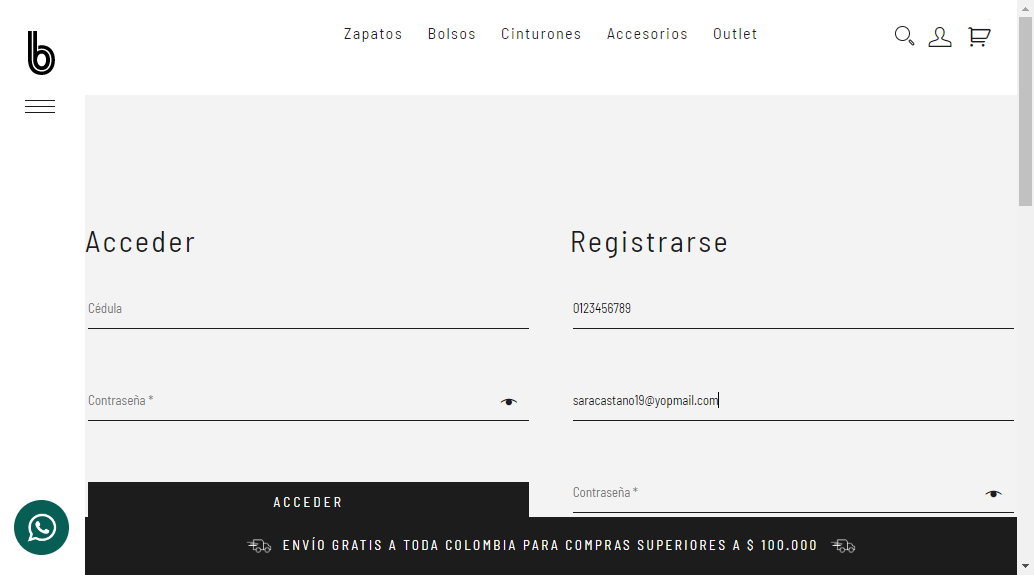 b
Zapatos Bolsos Cinturones Accesorios Outlet
Acceder
Cédula
Contraseña *
ACCEDER
Registrarse
0123456789
saracastano19@yopmail.com
Contraseña *
ENVÍO GRATIS A TODA COLOMBIA PARA COMPRAS SUPERIORES A $ 100.000